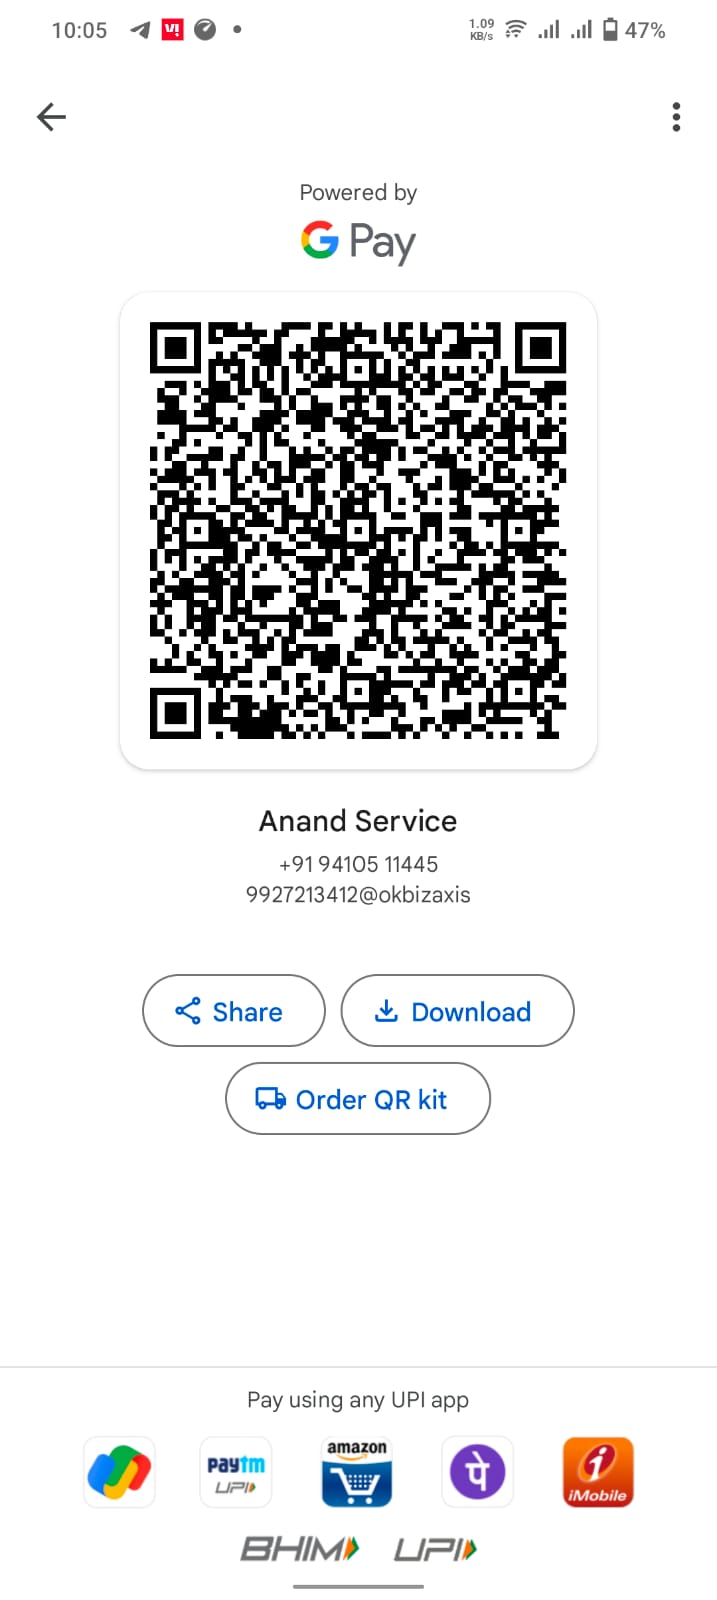 10:05 1.09 KB/s 47%
Powered by
G Pay
Anand Service
+91 94105 11445
9927213412@okbizaxis
Share Download
Order QR kit
Pay using any UPI app
paytm UPI amazon पे i iMobile
BHIM UPI